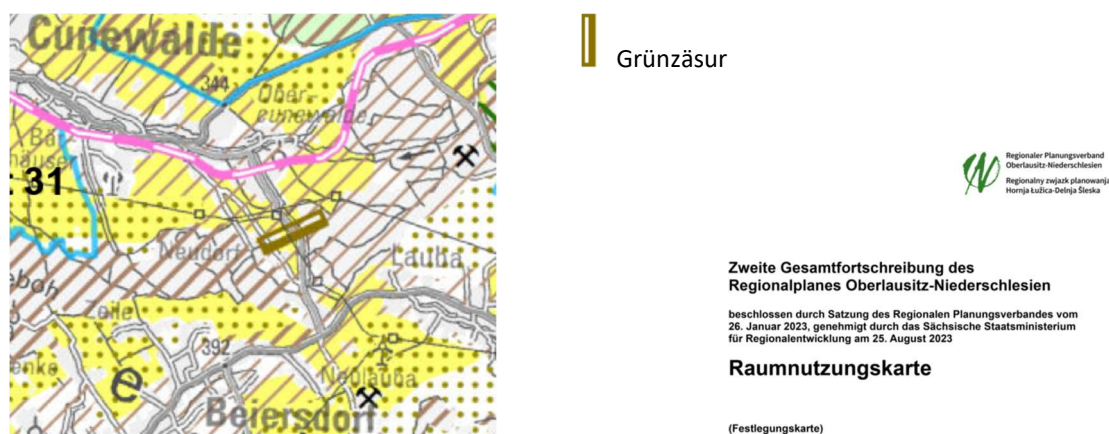 Cunewalde
344
Ober-
cunewalde
31
Neudorf
Lauba
Zeile
392
e
Neulauba
Beiersdorf
Grünzäsur
Regionaler Planungsverband
Oberlausitz-Niederschlesien
Regionalny zwjazk planowanja
Hornja Łužica-Delnja Šleska
Zweite Gesamtfortschreibung des
Regionalplanes Oberlausitz-Niederschlesien
beschlossen durch Satzung des Regionalen Planungsverbandes vom
26. Januar 2023, genehmigt durch das Sächsische Staatsministerium
für Regionalentwicklung am 25. August 2023
Raumnutzungskarte
(Festlegungskarte)